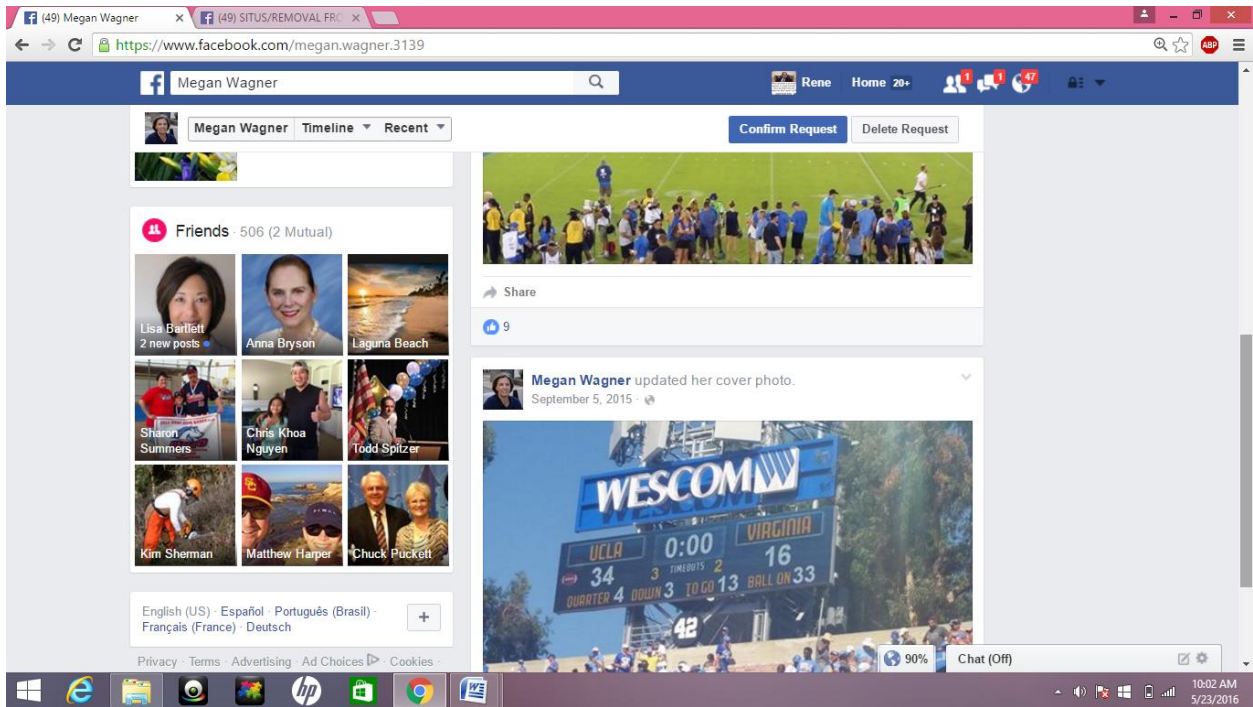 (49) Megan Wagner
(49) SITUS/REMOVAL FRO
https://www.facebook.com/megan.wagner.3139
ABP
Megan Wagner
Rene Home 20+ 1 1 47
Megan Wagner Timeline Recent
Confirm Request Delete Request
Friends · 506 (2 Mutual)
Lisa Bartlett
2 new posts
Anna Bryson
Laguna Beach
Sharon
Summers
Chris Khoa
Nguyen
Todd Spitzer
Kim Sherman
Matthew Harper
Chuck Puckett
English (US) · Español · Português (Brasil) ·
Français (France) · Deutsch
+
Privacy · Terms · Advertising · Ad Choices · Cookies ·
Share
9
Megan Wagner updated her cover photo.
September 5, 2015 ·
WESCOM
UCLA 0:00 VIRGINIA
34 3 TIMEOUTS 2 16
QUARTER 4 DOWN 3 TO GO 13 BALL ON 33
42
90%
Chat (Off)
10:02 AM
5/23/2016